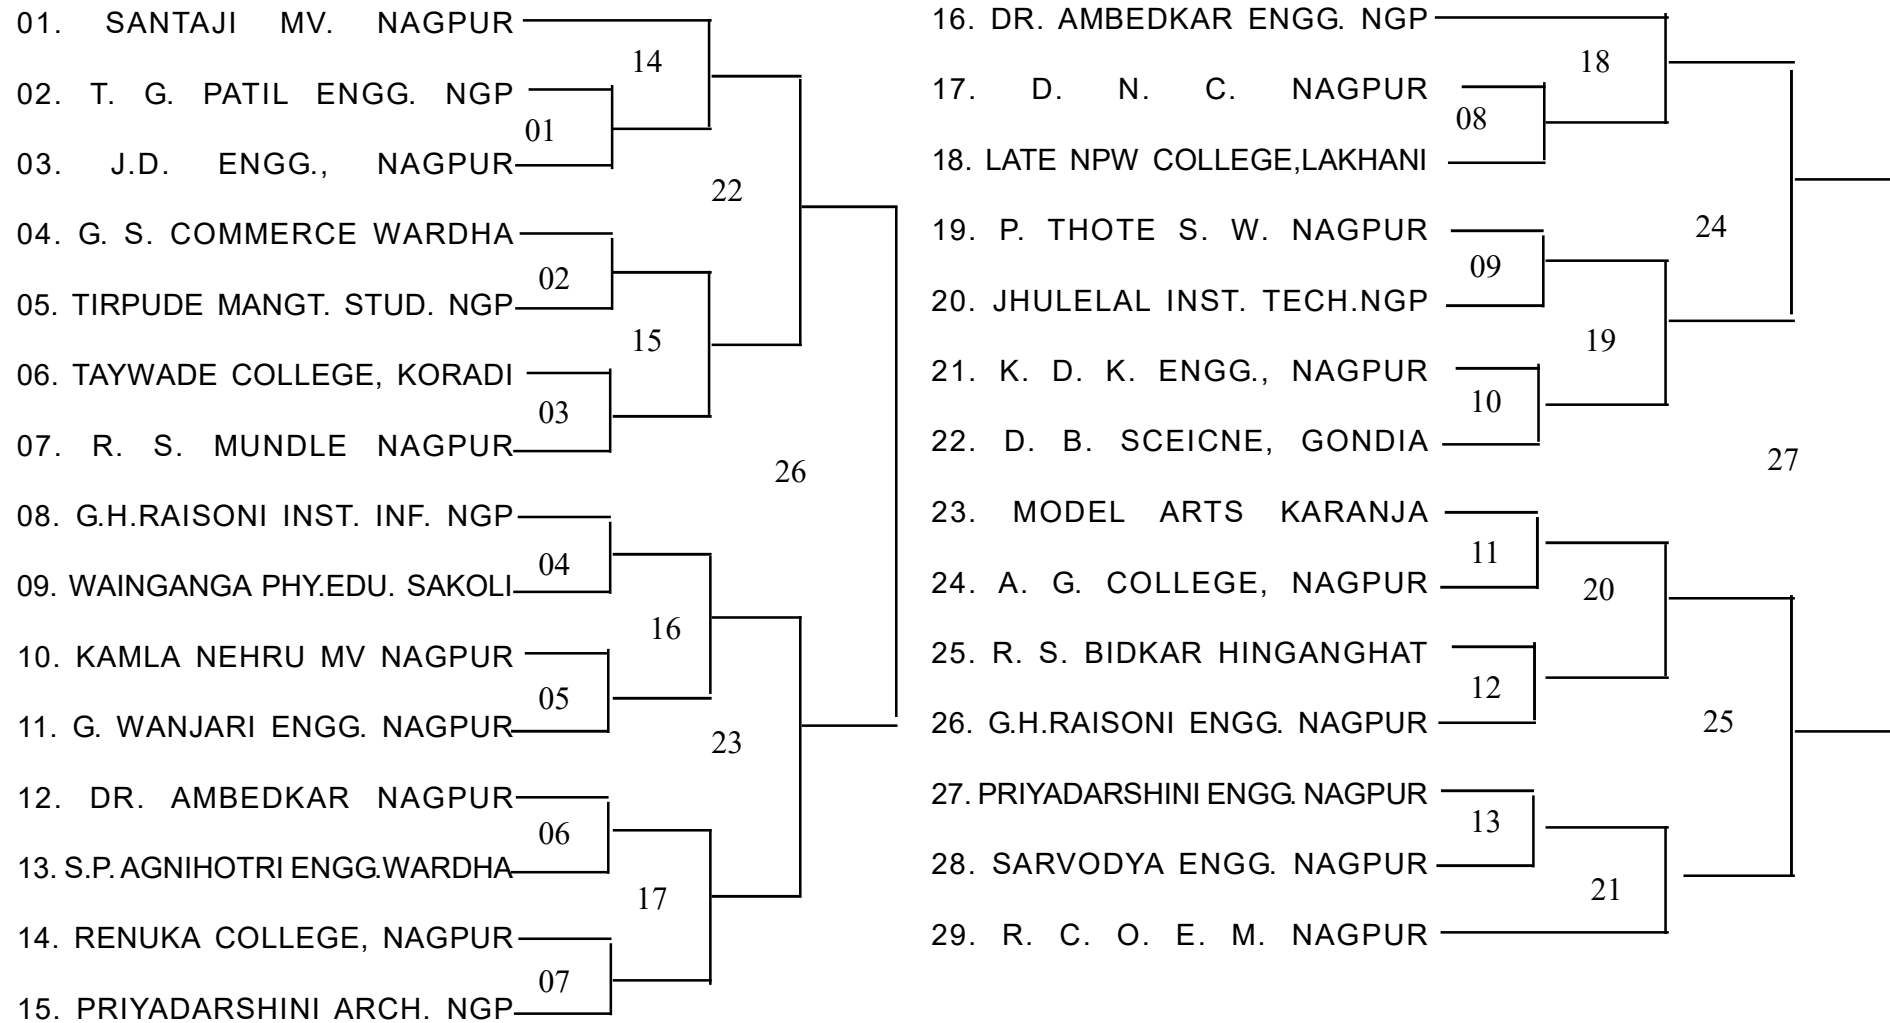 01. SANTAJI MV. NAGPUR
14
02. T. G. PATIL ENGG. NGP
01
03. J.D. ENGG., NAGPUR
22
04. G. S. COMMERCE WARDHA
02
05. TIRPUDE MANGT. STUD. NGP
15
06. TAYWADE COLLEGE, KORADI
03
07. R. S. MUNDLE NAGPUR
26
08. G.H.RAISONI INST. INF. NGP
04
09. WAINGANGA PHY.EDU. SAKOLI
16
10. KAMLA NEHRU MV NAGPUR
05
11. G. WANJARI ENGG. NAGPUR
23
12. DR. AMBEDKAR NAGPUR
06
13. S.P. AGNIHOTRI ENGG.WARDHA
17
14. RENUKA COLLEGE, NAGPUR
07
15. PRIYADARSHINI ARCH. NGP
16. DR. AMBEDKAR ENGG. NGP
18
17. D. N. C. NAGPUR
08
18. LATE NPW COLLEGE,LAKHANI
24
19. P. THOTE S. W. NAGPUR
09
20. JHULELAL INST. TECH.NGP
19
21. K. D. K. ENGG., NAGPUR
10
22. D. B. SCEICNE, GONDIA
27
23. MODEL ARTS KARANJA
11
24. A. G. COLLEGE, NAGPUR
20
25. R. S. BIDKAR HINGANGHAT
12
26. G.H.RAISONI ENGG. NAGPUR
25
27. PRIYADARSHINI ENGG. NAGPUR
13
28. SARVODYA ENGG. NAGPUR
21
29. R. C. O. E. M. NAGPUR